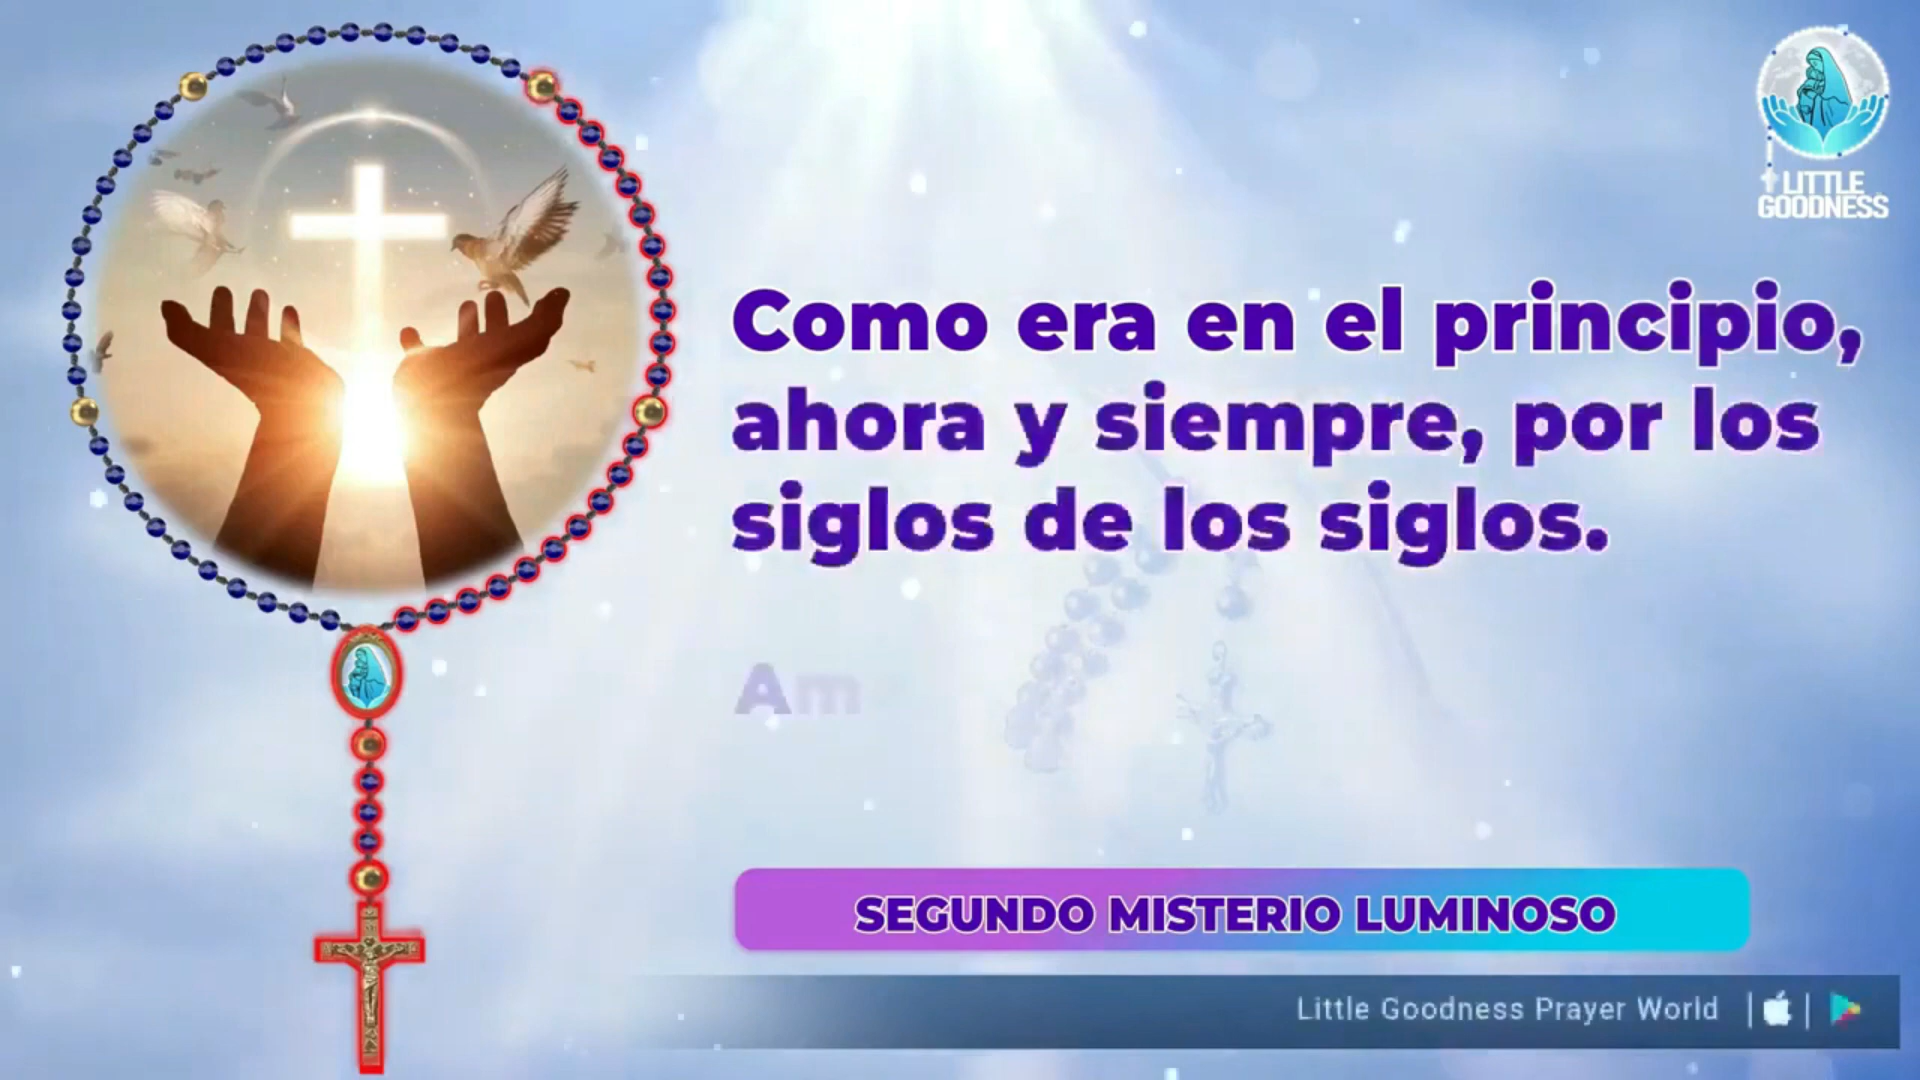 LITTLE
GOODNESS
Como era en el principio,
ahora y siempre, por los
siglos de los siglos.
Am
SEGUNDO MISTERIO LUMINOSO
Little Goodness Prayer World